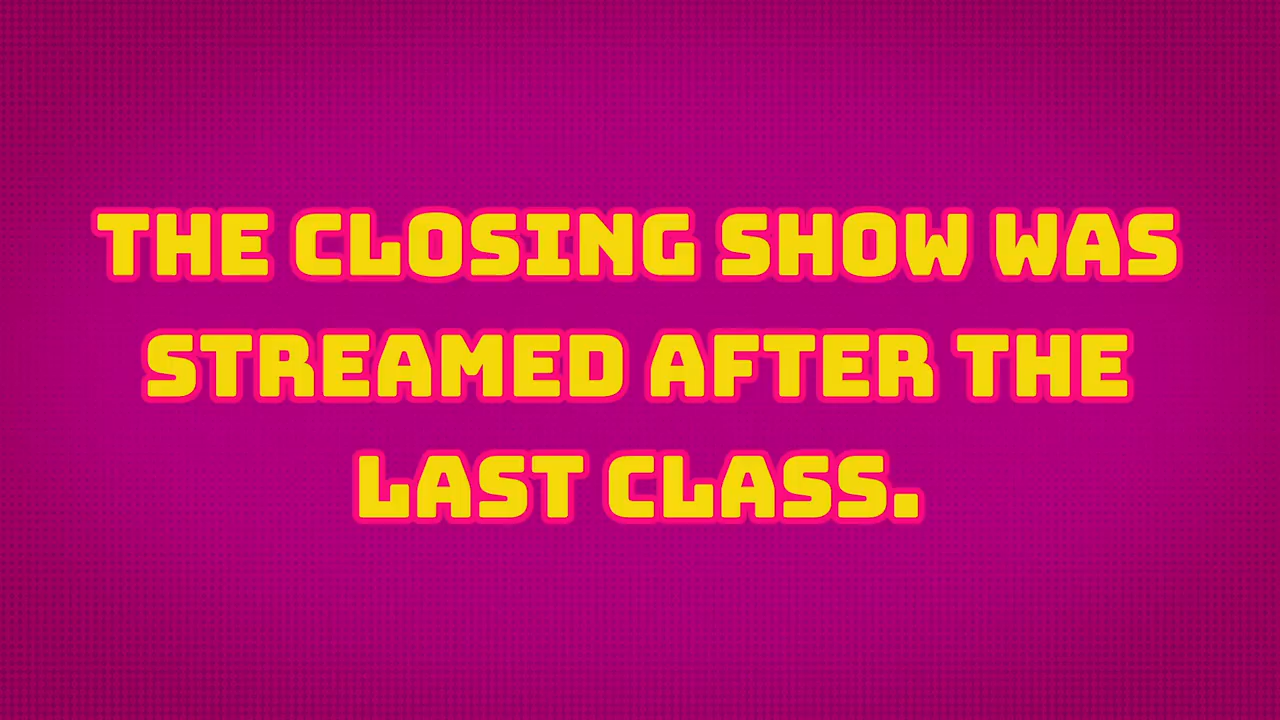 THE CLOSING SHOW WAS
STREAMED AFTER THE
LAST CLASS.